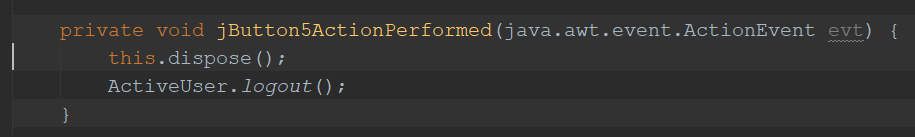 private void jButton5ActionPerformed(java.awt.event.ActionEvent evt) {
this.dispose();
ActiveUser.logout();
}